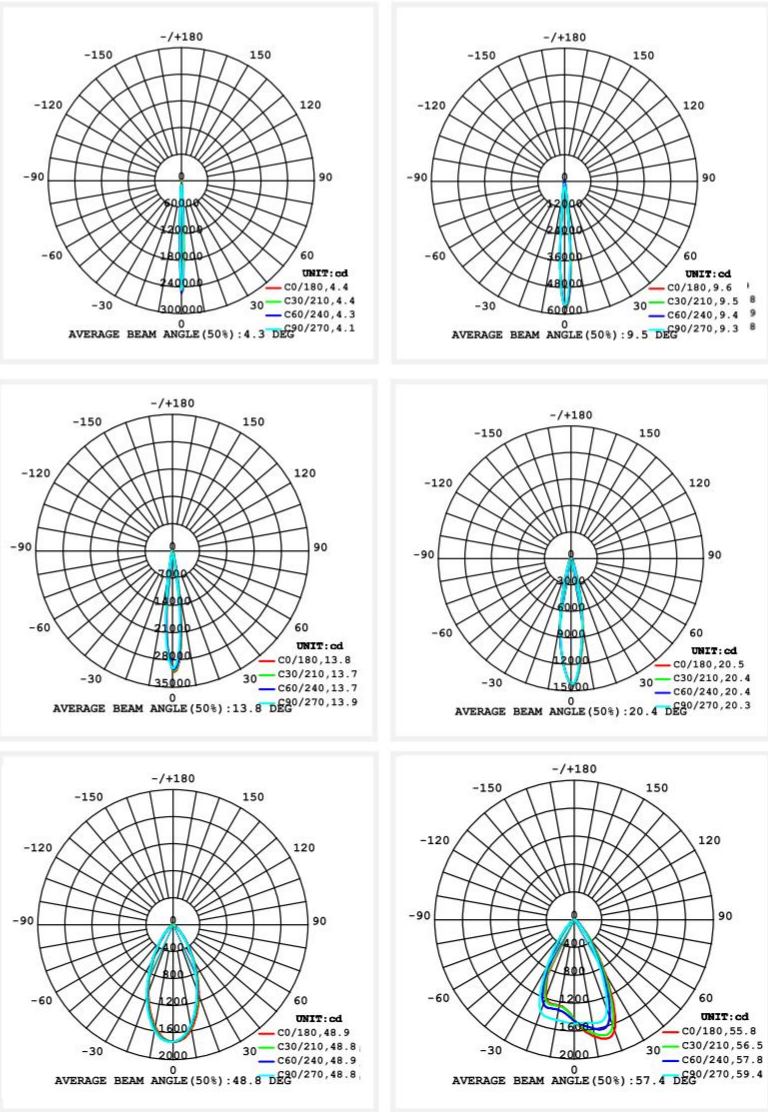 -/+180
-150 150
-120 120
-90 0 90
60000
120000
180000
-60 60
240000
UNIT:cd
C0/180,4.4
C30/210,4.4
-30
300000
C60/240,4.3
0
C90/270,4.1
AVERAGE BEAM ANGLE(50%):4.3 DEG
-/+180
-150 150
-120 120
-90 0 90
12000
24000
36000
-60 60
48000
UNIT:cd
C0/180,9.6
C30/210,9.5 8
-30 30
60000
C60/240,9.4 9
0
C90/270,9.3 8
AVERAGE BEAM ANGLE(50%):9.5 DEG
-/+180
-150 150
-120 120
-90 0 90
7000
14000
21000
-60 60
28000
UNIT:cd
C0/180,13.8
C30/210,13.7
-30 30
35000
C60/240,13.7
0
C90/270,13.9
AVERAGE BEAM ANGLE(50%):13.8 DEG
-/+180
-150 150
-120 120
-90 0 90
3000
6000
9000
-60 60
12000
UNIT:cd
C0/180,20.5
C30/210,20.4
-30 30
15000
C60/240,20.4
0
C90/270,20.3
AVERAGE BEAM ANGLE(50%):20.4 DEG
-/+180
-150 150
-120 120
-90 0 90
400
800
1200
-60 60
1600
UNIT:cd
C0/180,48.9
C30/210,48.8
-30 30
2000
C60/240,48.9
0
C90/270,48.8
AVERAGE BEAM ANGLE(50%):48.8 DEG
-/+180
-150 150
-120 120
-90 0 90
400
800
1200
-60 60
1600
UNIT:cd
C0/180,55.8
C30/210,56.5
-30 30
2000
C60/240,57.8
0
C90/270,59.4
AVERAGE BEAM ANGLE(50%):57.4 DEG